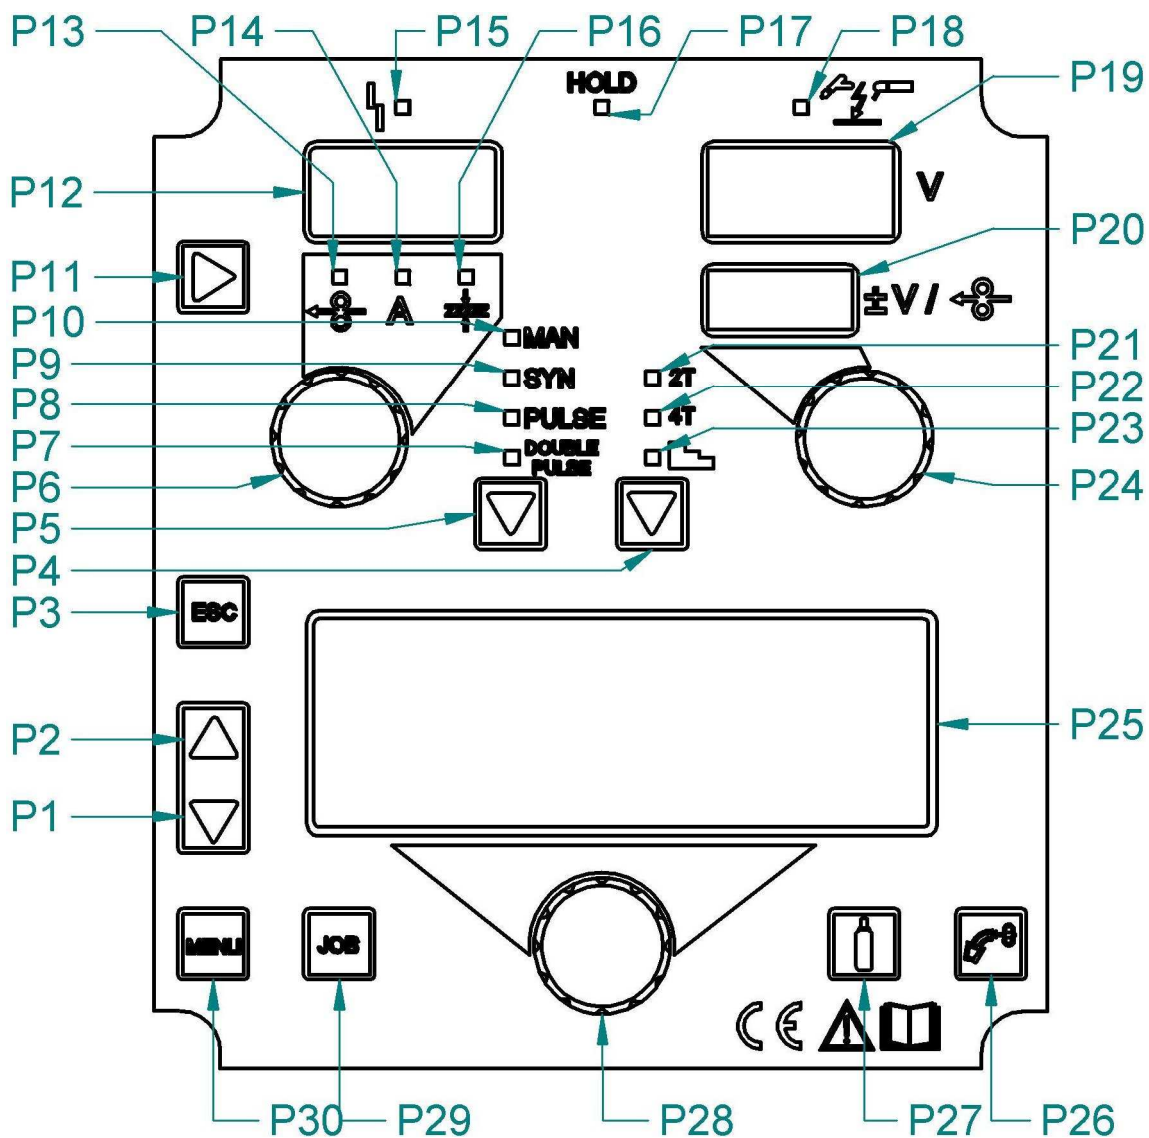 P13 P14 P15 P16 P17 P18
HOLD
P19
P12
V
P20
P11
±V /
A
P10
MAN
P9
SYN
2T
P21
P8
PULSE
4T
P22
P7
DOUBLE
PULSE
P23
P6
P24
P5
P4
P3
ESC
P2
P25
P1
MENU
JOB
CE
P30 P29 P28 P27 P26